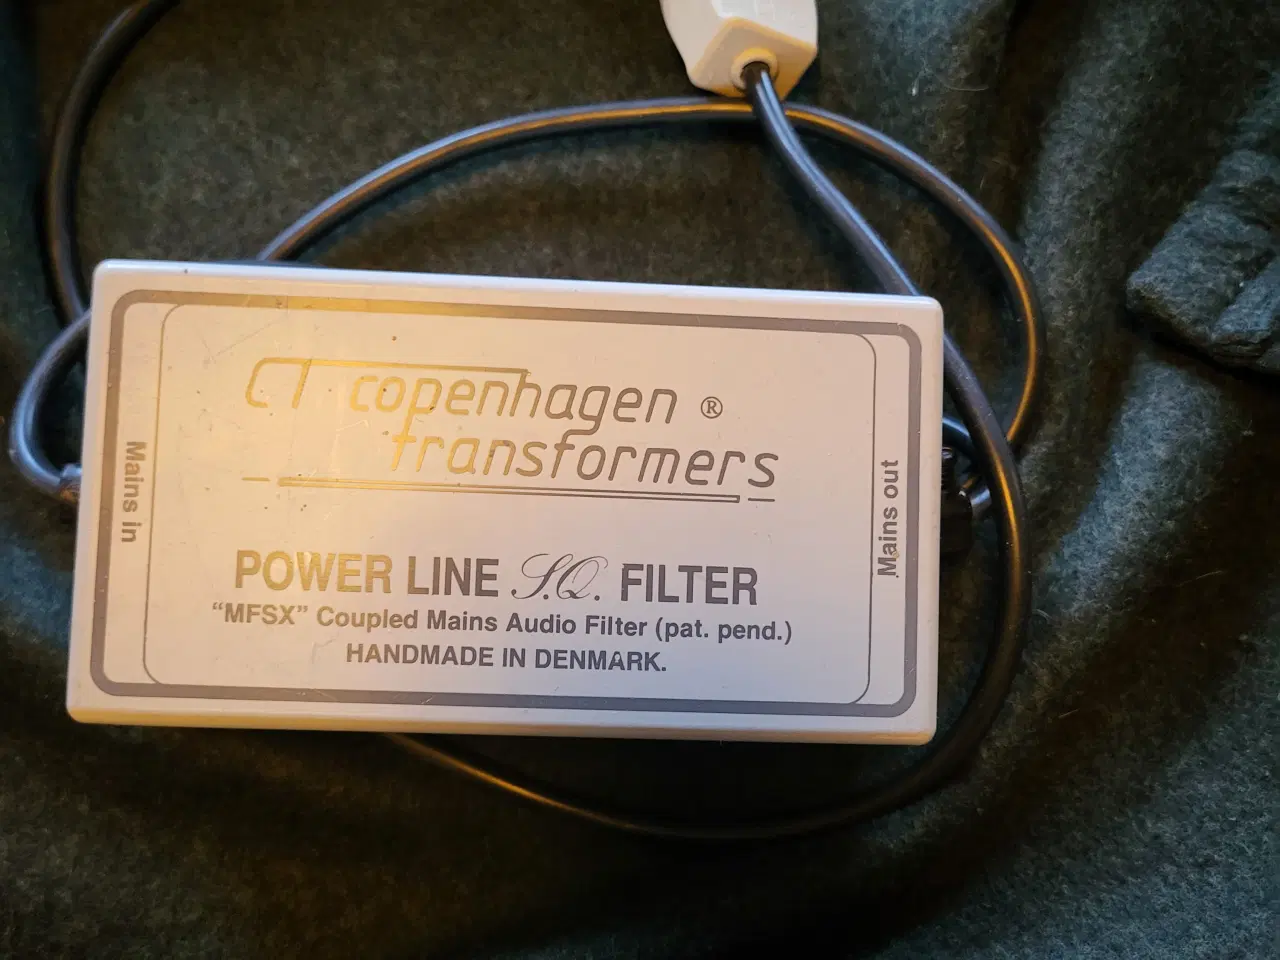 CT copenhagen ®
transformers
Mains in
Mains out
POWER LINE S.Q. FILTER
“MFSX” Coupled Mains Audio Filter (pat. pend.)
HANDMADE IN DENMARK.